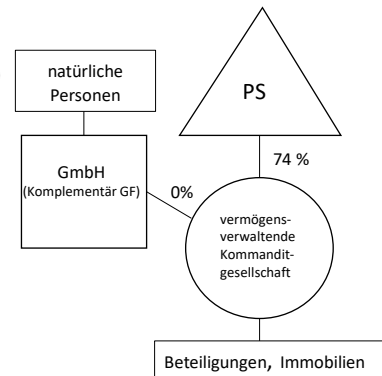 natürliche
Personen
PS
GmbH
(Komplementär GF)
74 %
0%
vermögens-
verwaltende
Kommandit-
gesellschaft
Beteiligungen, Immobilien